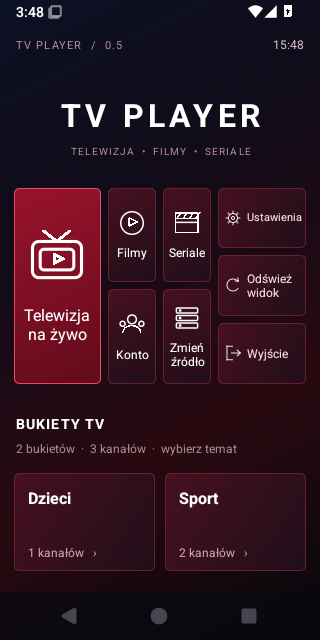 3:48
TV PLAYER / 0.5
15:48
TV PLAYER
TELEWIZJA • FILMY • SERIALE
Telewizja
na żywo
Filmy
Seriale
Konto
Zmień
źródło
Ustawienia
Odśwież
widok
Wyjście
BUKIETY TV
2 bukietów · 3 kanałów · wybierz temat
Dzieci
1 kanałów ›
Sport
2 kanałów ›